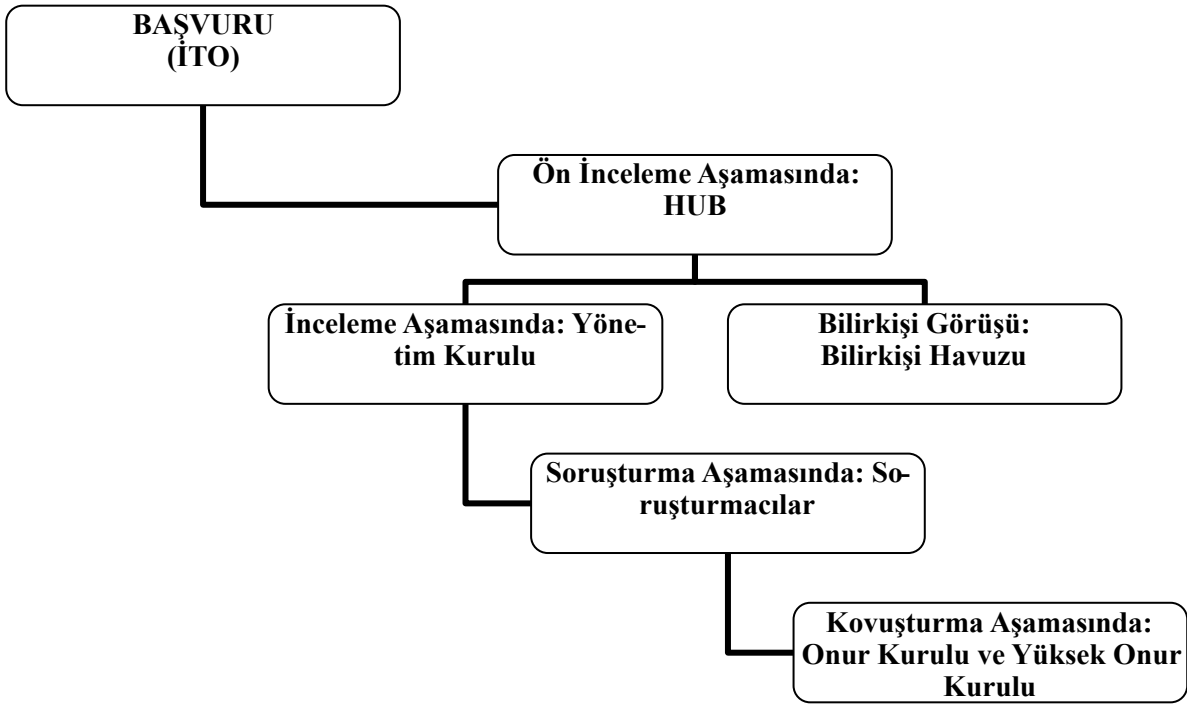 BAŞVURU
(İTO)
Ön İnceleme Aşamasında:
HUB
İnceleme Aşamasında: Yöne-
tim Kurulu
Bilirkişi Görüşü:
Bilirkişi Havuzu
Soruşturma Aşamasında: So-
ruşturmacılar
Kovuşturma Aşamasında:
Onur Kurulu ve Yüksek Onur
Kurulu